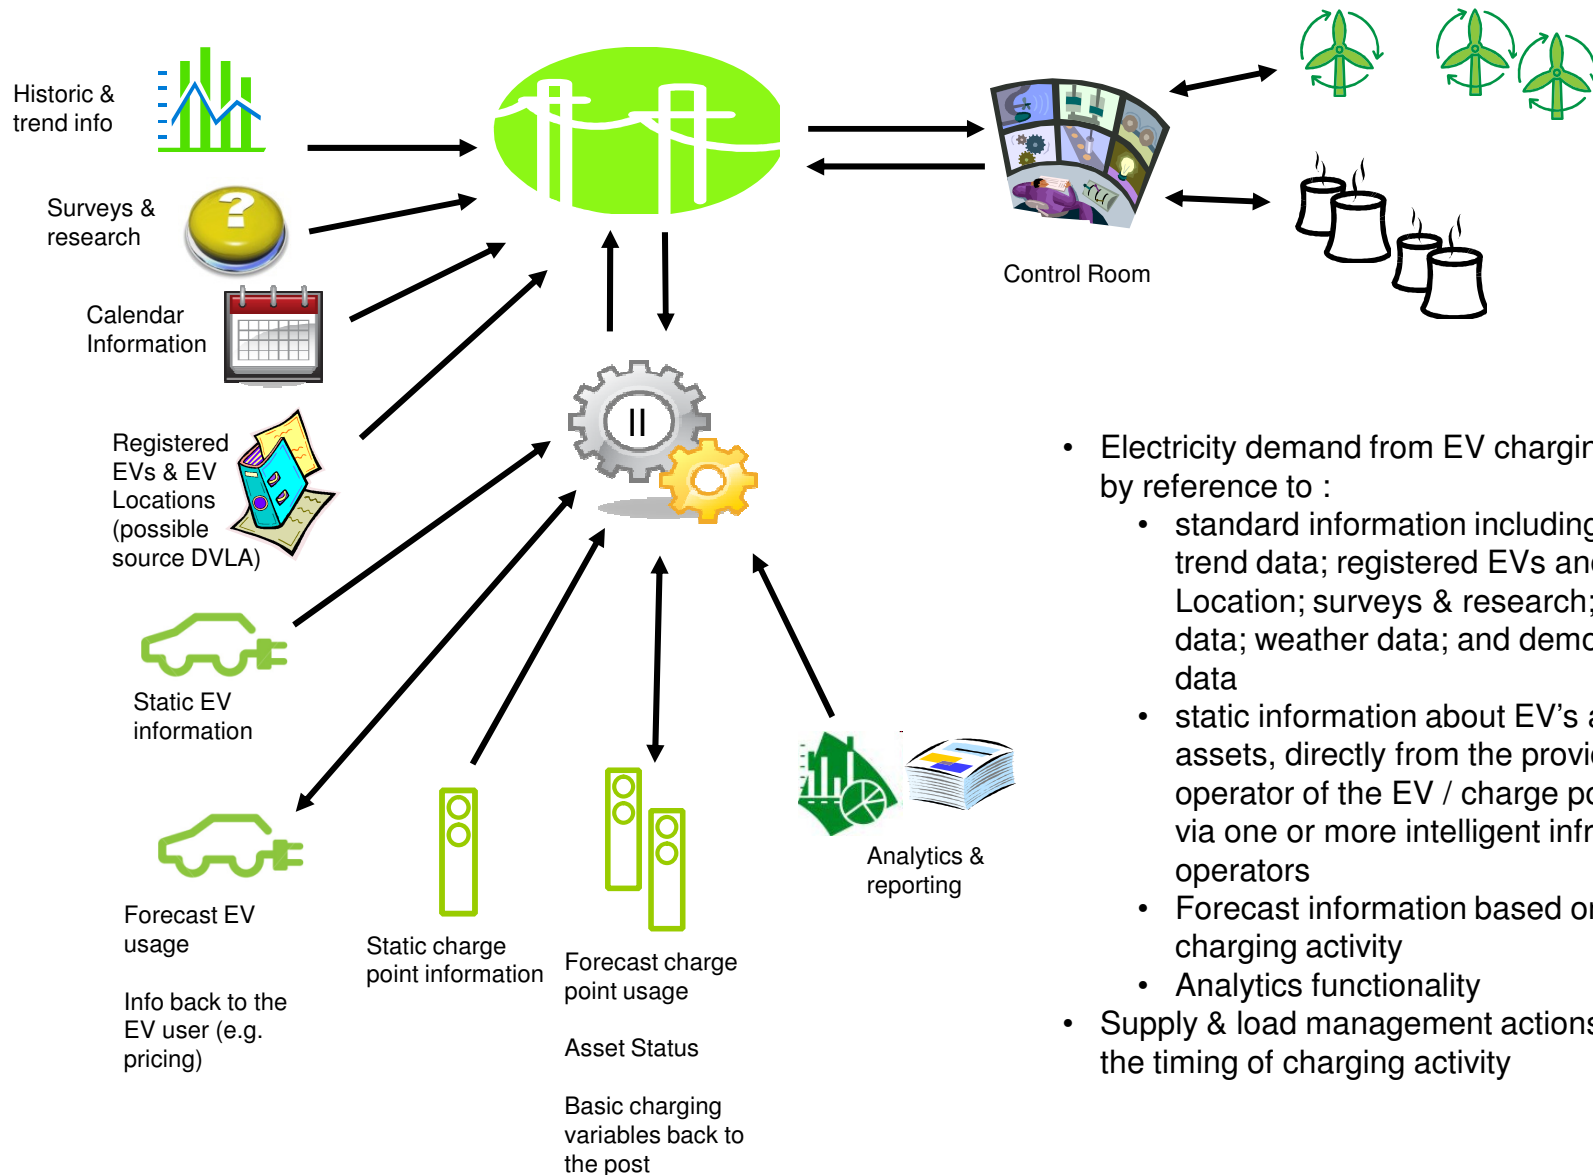 Historic &
trend info
Surveys &
research
Calendar
Information
Registered
EVs & EV
Locations
(possible
source DVLA)
Static EV
information
Forecast EV
usage
Info back to the
EV user (e.g.
pricing)
Static charge
point information
Forecast charge
point usage
Asset Status
Basic charging
variables back to
the post
Analytics &
reporting
II
Control Room
• Electricity demand from EV chargin
by reference to :
• standard information including
trend data; registered EVs an
Location; surveys & research;
data; weather data; and demo
data
• static information about EV’s a
assets, directly from the provi
operator of the EV / charge po
via one or more intelligent infr
operators
• Forecast information based or
charging activity
• Analytics functionality
• Supply & load management actions
the timing of charging activity